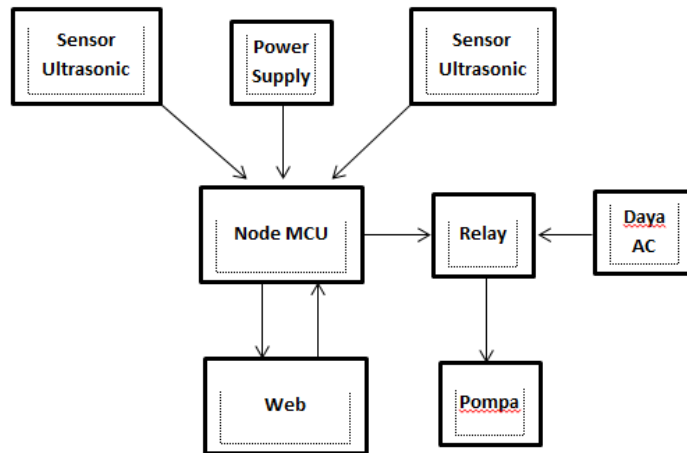 Sensor
Ultrasonic
Power
Supply
Sensor
Ultrasonic
Node MCU
Relay
Daya
AC
Web
Pompa